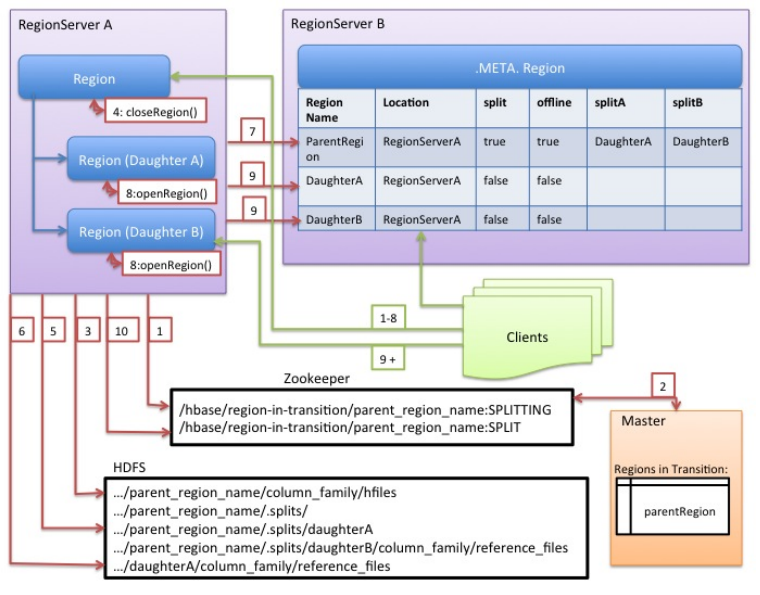 RegionServer A
Region
4: closeRegion()
Region (Daughter A)
8:openRegion()
Region (Daughter B)
8:openRegion()
7
9
9
RegionServer B
.META. Region
Region Name Location split offline splitA splitB
ParentRegi
on RegionServerA true true DaughterA DaughterB
DaughterA RegionServerA false false
DaughterB RegionServerA false false
1-8
9 +
Clients
6 5 3 10 1
2
Zookeeper
/hbase/region-in-transition/parent_region_name:SPLITTING
/hbase/region-in-transition/parent_region_name:SPLIT
HDFS
.../parent_region_name/column_family/hfiles
.../parent_region_name/.splits/
.../parent_region_name/.splits/daughterA
.../parent_region_name/.splits/daughterB/column_family/reference_files
.../daughterA/column_family/reference_files
Master
Regions in Transition:
parentRegion